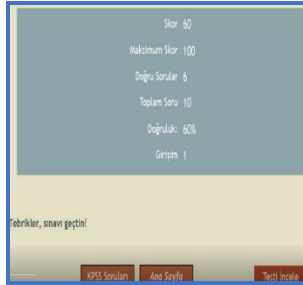 Skor 60
Maksimum Skor 100
Doğru Sorular 6
Toplam Soru 10
Doğruluk: 60%
Girişim 1
Tebrikler, sınavı geçtin!
KPSS Soruları Ana Sayfa Testi İncele